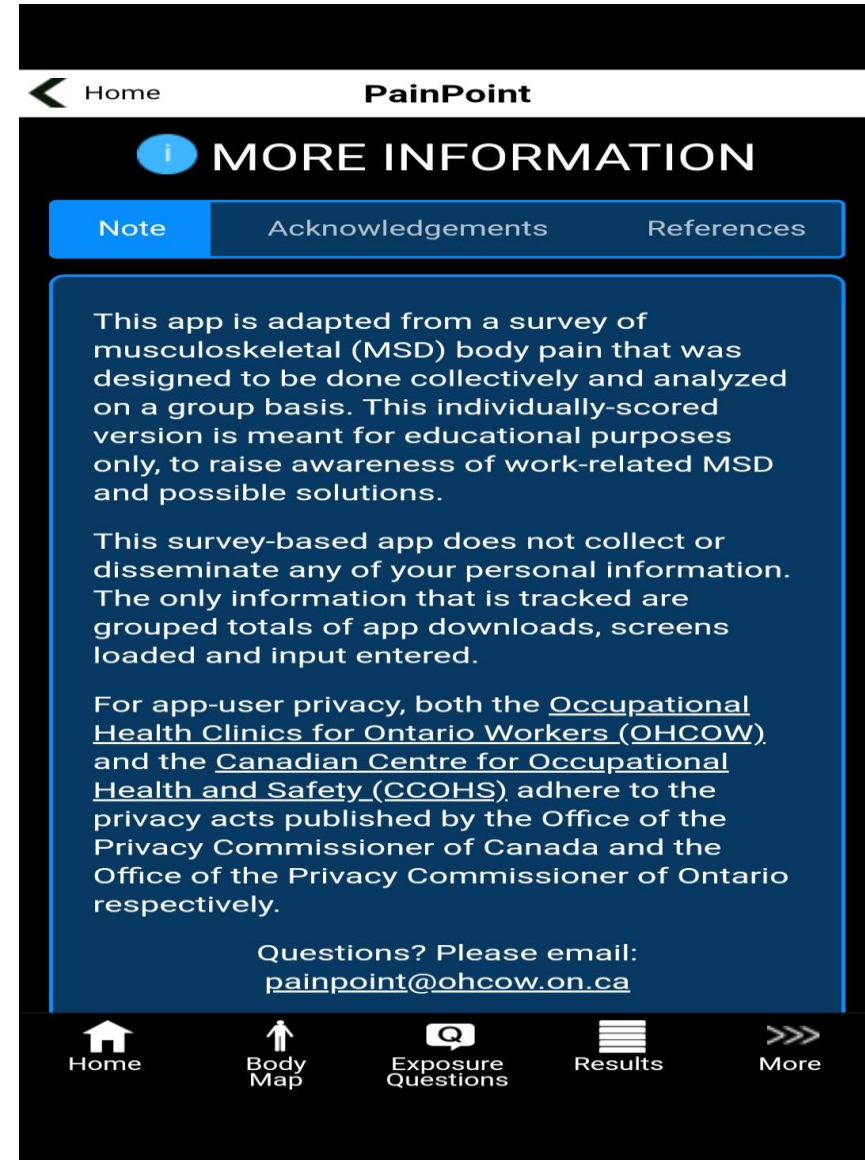 Home PainPoint
i MORE INFORMATION
Note Acknowledgements References
This app is adapted from a survey of
musculoskeletal (MSD) body pain that was
designed to be done collectively and analyzed
on a group basis. This individually-scored
version is meant for educational purposes
only, to raise awareness of work-related MSD
and possible solutions.
This survey-based app does not collect or
disseminate any of your personal information.
The only information that is tracked are
grouped totals of app downloads, screens
loaded and input entered.
For app-user privacy, both the Occupational
Health Clinics for Ontario Workers (OHCOW)
and the Canadian Centre for Occupational
Health and Safety (CCOHS) adhere to the
privacy acts published by the Office of the
Privacy Commissioner of Canada and the
Office of the Privacy Commissioner of Ontario
respectively.
Questions? Please email:
painpoint@ohcow.on.ca
Q >>>
Home Body Exposure Results More
Map Questions